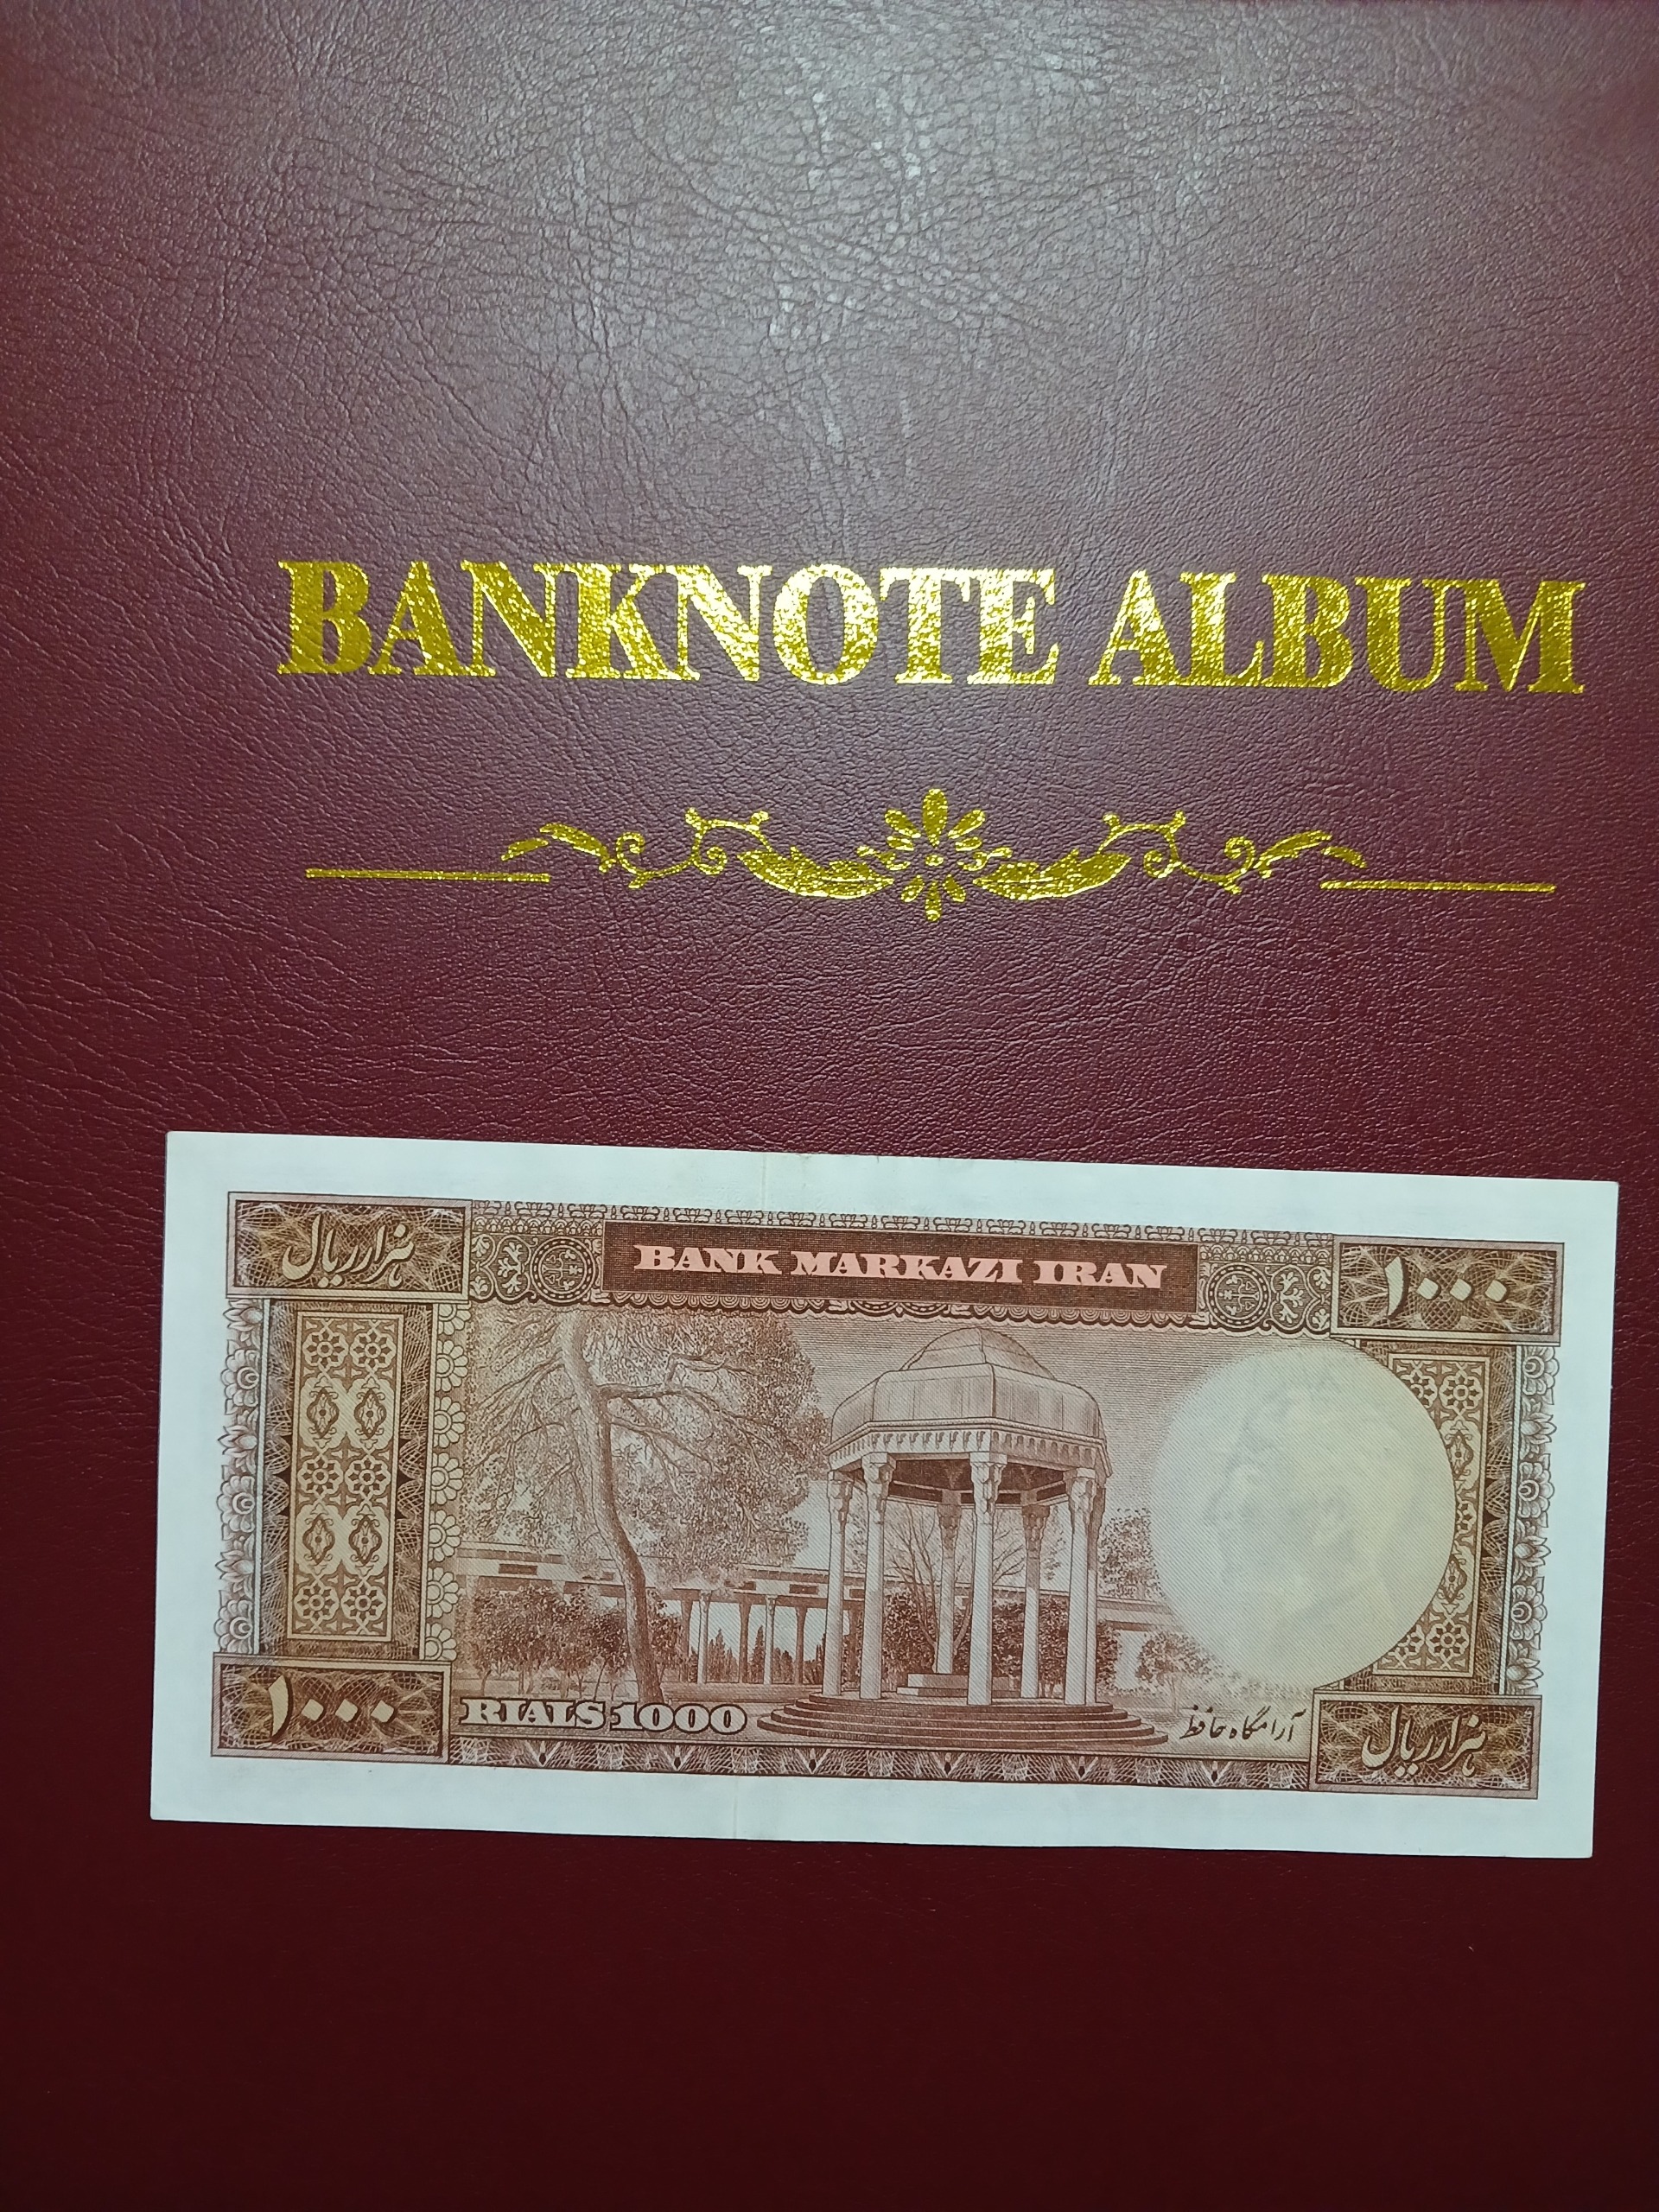 BANKNOTE ALBUM
هزار ریال
BANK MARKAZI IRAN
۱۰۰۰
۱۰۰۰
RIALS 1000
آرامگاه حافظ
هزار ریال